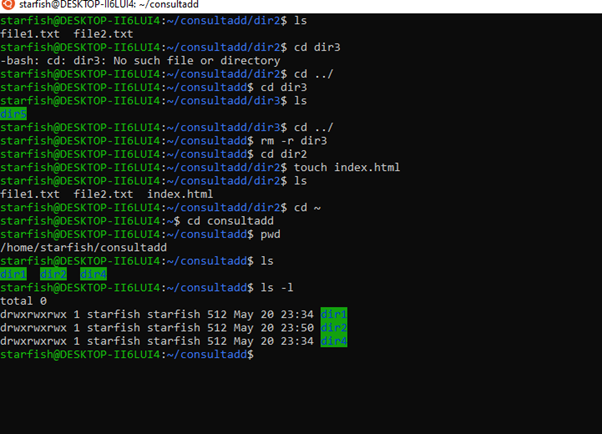 starfish@DESKTOP-II6LUI4: ~/consultadd
starfish@DESKTOP-II6LUI4:~/consultadd/dir2$ ls
file1.txt  file2.txt
starfish@DESKTOP-II6LUI4:~/consultadd/dir2$ cd dir3
-bash: cd: dir3: No such file or directory
starfish@DESKTOP-II6LUI4:~/consultadd/dir2$ cd ../
starfish@DESKTOP-II6LUI4:~/consultadd$ cd dir3
starfish@DESKTOP-II6LUI4:~/consultadd/dir3$ ls
dir5
starfish@DESKTOP-II6LUI4:~/consultadd/dir3$ cd ../
starfish@DESKTOP-II6LUI4:~/consultadd$ rm -r dir3
starfish@DESKTOP-II6LUI4:~/consultadd$ cd dir2
starfish@DESKTOP-II6LUI4:~/consultadd/dir2$ touch index.html
starfish@DESKTOP-II6LUI4:~/consultadd/dir2$ ls
file1.txt  file2.txt  index.html
starfish@DESKTOP-II6LUI4:~/consultadd/dir2$ cd ~
starfish@DESKTOP-II6LUI4:~$ cd consultadd
starfish@DESKTOP-II6LUI4:~/consultadd$ pwd
/home/starfish/consultadd
starfish@DESKTOP-II6LUI4:~/consultadd$ ls
dir1  dir2  dir4
starfish@DESKTOP-II6LUI4:~/consultadd$ ls -l
total 0
drwxrwxrwx 1 starfish starfish 512 May 20 23:34 dir1
drwxrwxrwx 1 starfish starfish 512 May 20 23:50 dir2
drwxrwxrwx 1 starfish starfish 512 May 20 23:34 dir4
starfish@DESKTOP-II6LUI4:~/consultadd$